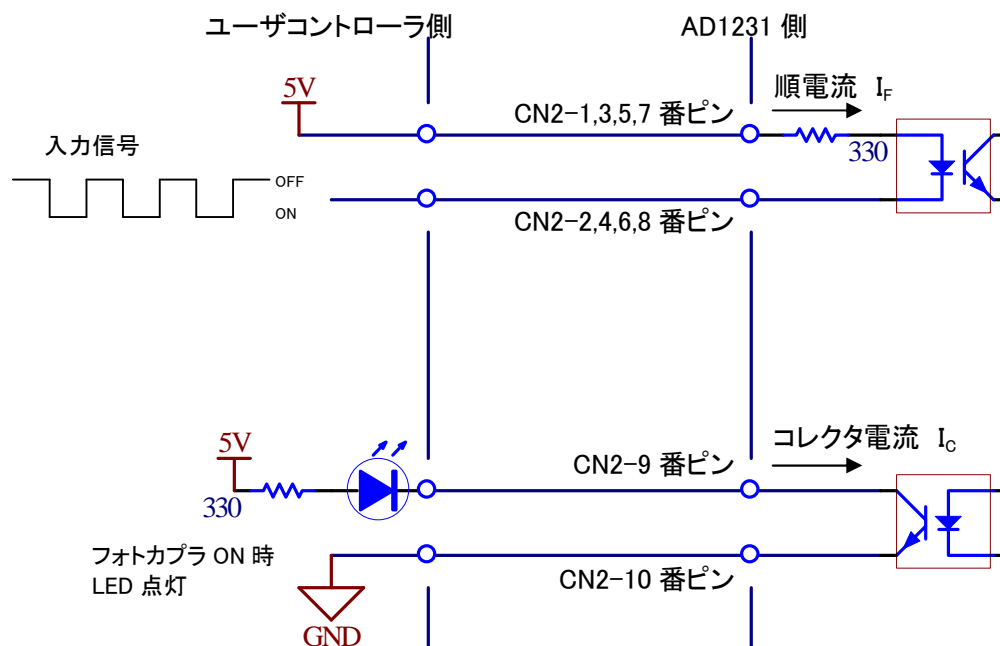 ユーザコントローラ側
AD1231 側
5V
CN2-1,3,5,7 番ピン
順電流 IF
入力信号
330
OFF
ON
CN2-2,4,6,8 番ピン
5V
CN2-9 番ピン
コレクタ電流 IC
330
フォトカプラ ON 時
LED 点灯
CN2-10 番ピン
GND